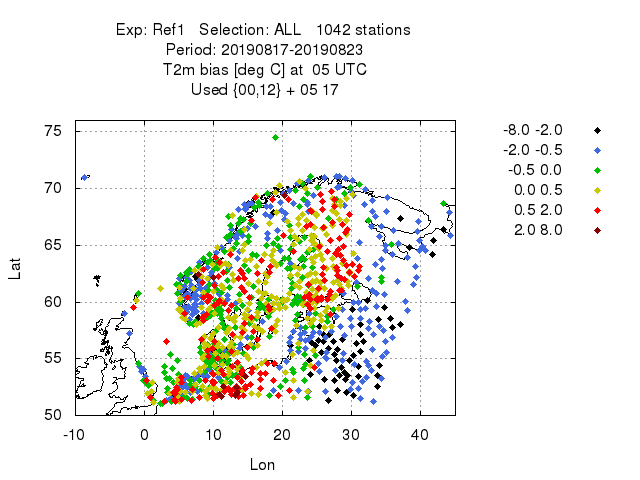 Exp: Ref1 Selection: ALL 1042 stations
Period: 20190817-20190823
T2m bias [deg C] at 05 UTC
Used {00,12} + 05 17
-8.0 -2.0
-2.0 -0.5
-0.5 0.0
0.0 0.5
0.5 2.0
2.0 8.0
75
70
65
60
55
50
Lat
-10 0 10 20 30 40
Lon